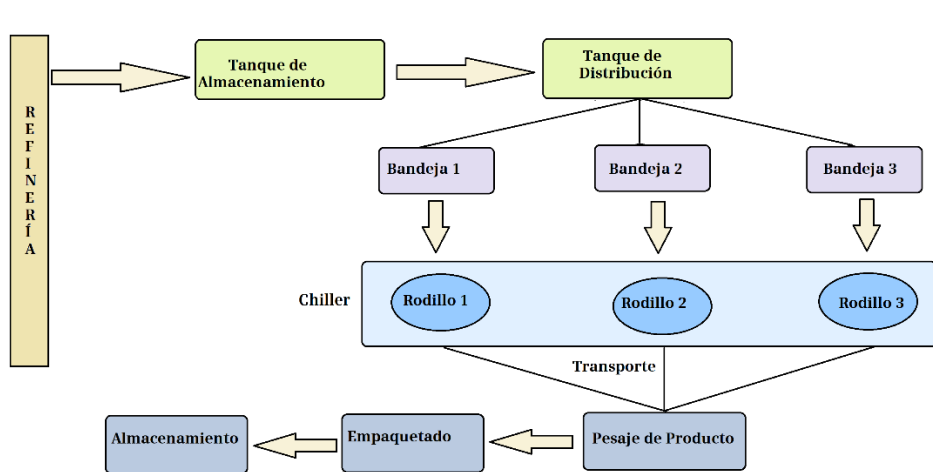 REFINERÍA
Tanque de
Almacenamiento
Tanque de
Distribución
Bandeja 1
Bandeja 2
Bandeja 3
Chiller
Rodillo 1
Rodillo 2
Rodillo 3
Transporte
Almacenamiento
Empaquetado
Pesaje de Producto